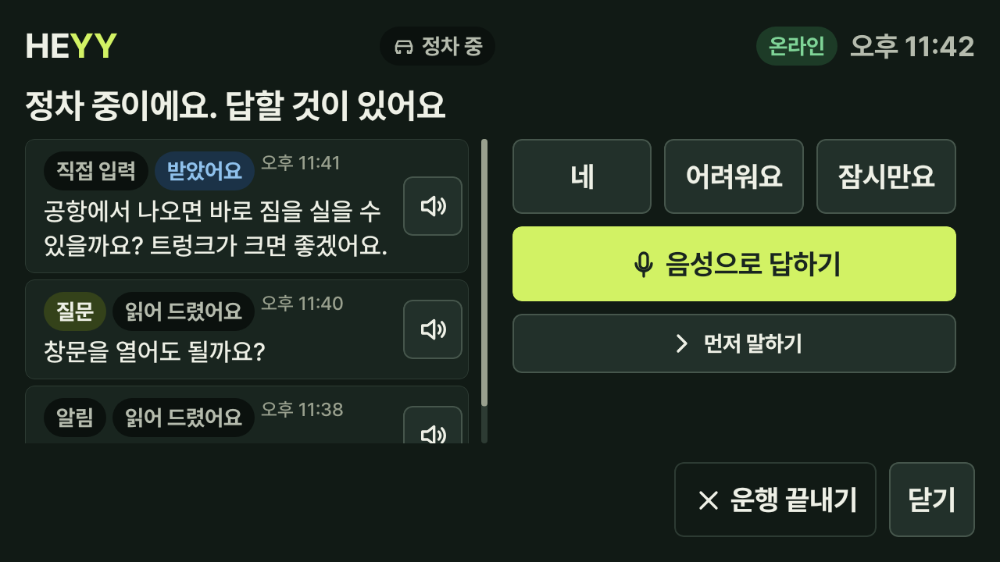 HEYY
정차 중
온라인
오후 11:42
정차 중이에요. 답할 것이 있어요
직접 입력
받았어요
오후 11:41
공항에서 나오면 바로 짐을 실을 수
있을까요? 트렁크가 크면 좋겠어요.
질문
읽어 드렸어요
오후 11:40
창문을 열어도 될까요?
알림
읽어 드렸어요
오후 11:38
네
어려워요
잠시만요
음성으로 답하기
먼저 말하기
운행 끝내기
닫기